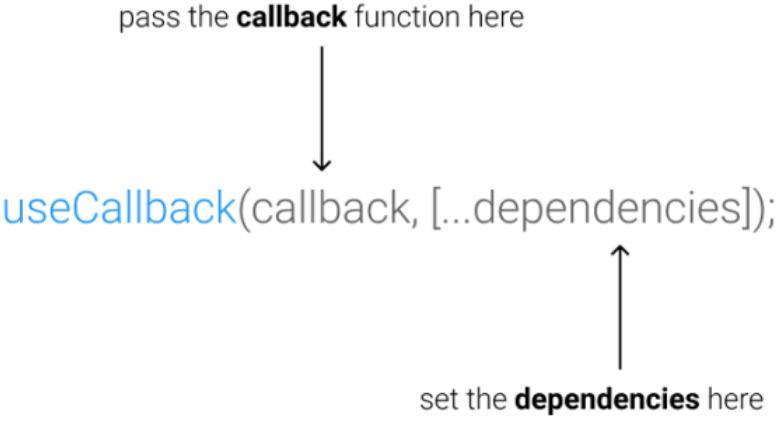 pass the callback function here
useCallback(callback, [...dependencies]);
set the dependencies here